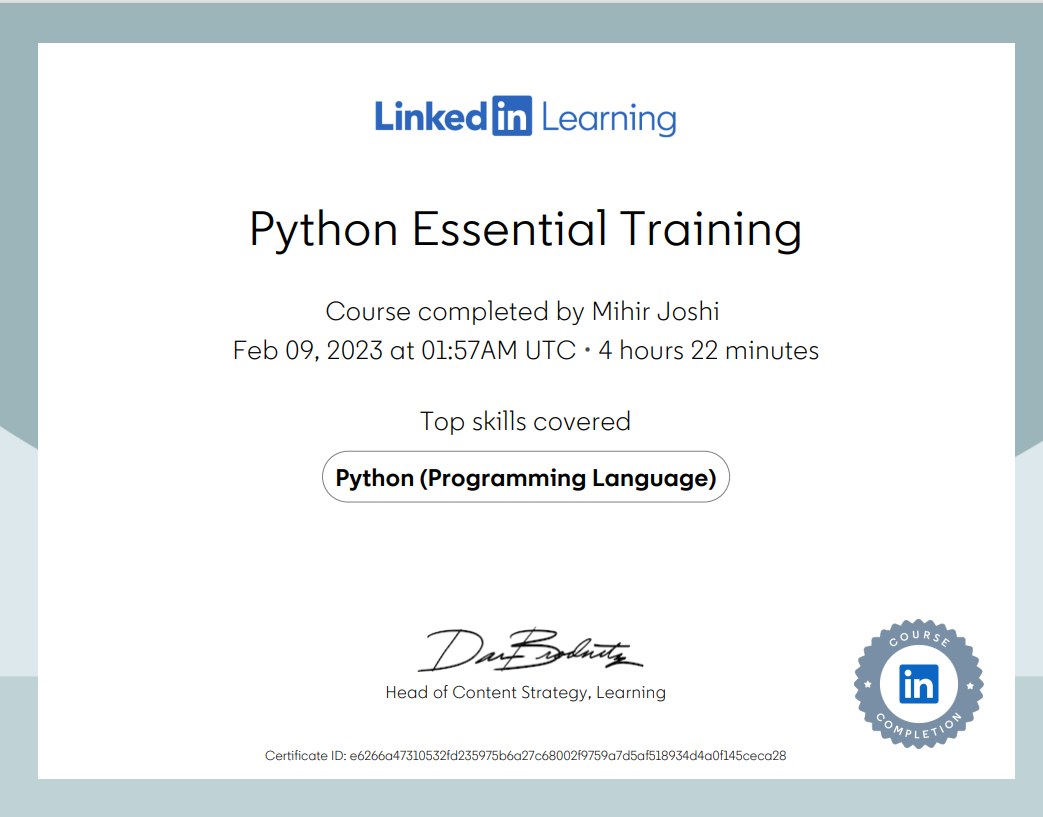 Linked in Learning
Python Essential Training
Course completed by Mihir Joshi
Feb 09, 2023 at 01:57AM UTC • 4 hours 22 minutes
Top skills covered
Python (Programming Language)
Dan Brodnitz
Head of Content Strategy, Learning
COURSE
in
COMPLETION
Certificate ID: e6266a47310532fd235975b6a27c68002f9759a7d5af518934d4a0f145ceca28